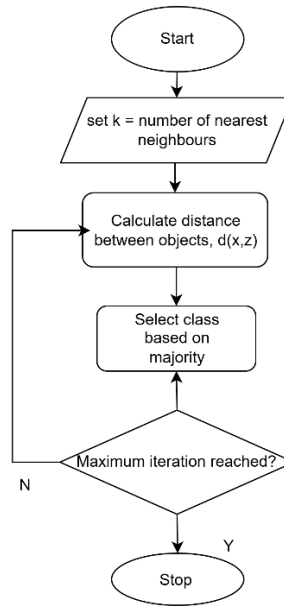 Start
set k = number of nearest
neighbours
Calculate distance
between objects, d(x,z)
Select class
based on
majority
Maximum iteration reached?
N
Y
Stop